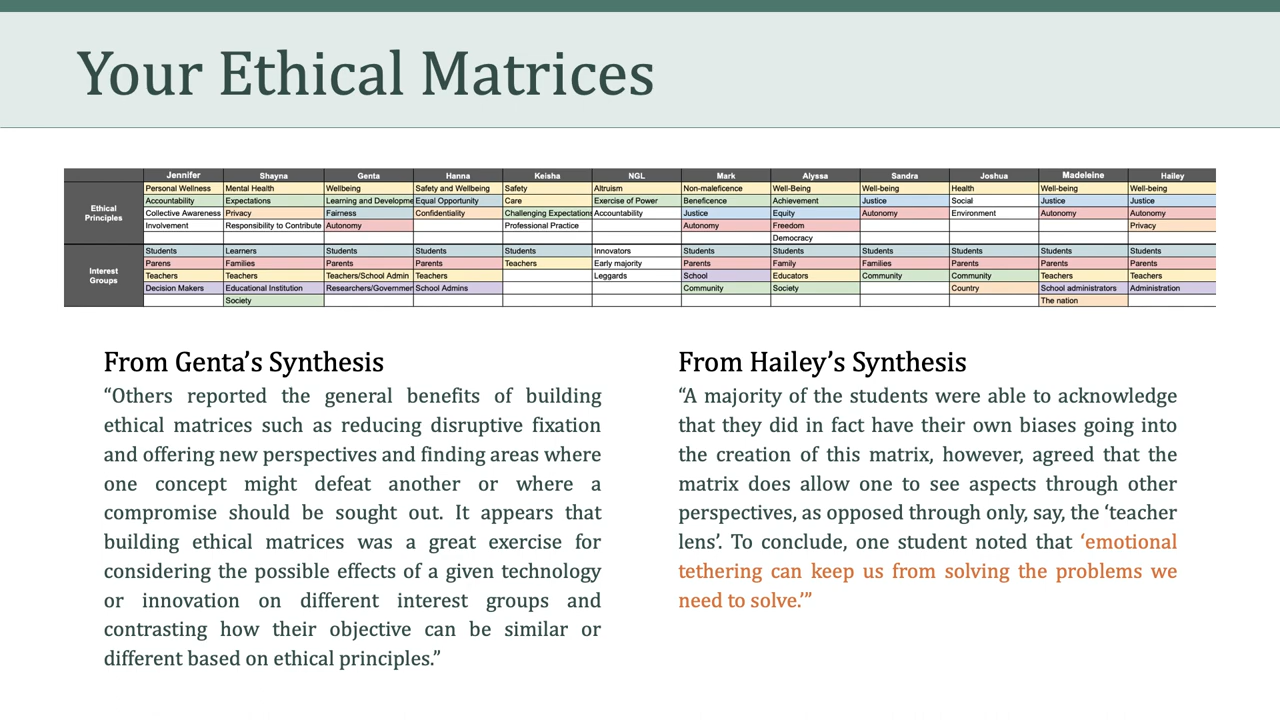 Your Ethical Matrices
Jennifer Shayna Genta Hanna Keisha NGL Mark Alyssa Sandra Joshua Madeleine Hailey
Ethical Principles
Personal Wellness Mental Health Wellbeing Safety and Wellbeing Safety Altruism Non-maleficence Well-Being Well-being Health Well-being Well-being
Accountability Expectations Learning and Developme Equal Opportunity Care Exercise of Power Beneficence Achievement Justice Social Justice Justice
Collective Awareness Privacy Fairness Confidentiality Challenging Expectations Accountability Justice Equity Autonomy Environment Autonomy Autonomy
Involvement Responsibility to Contribute Autonomy Professional Practice Autonomy Freedom Privacy
Democracy
Interest Groups
Students Learners Students Students Students Innovators Students Students Students Students Students Students
Parens Families Parents Parents Teachers Early majority Parents Family Families Parents Parents Parents
Teachers Teachers Teachers/School Admin Teachers Leggards School Educators Community Community Teachers Teachers
Decision Makers Educational Institution Researchers/Governmer School Admins Community Society Country School administrators Administration
Society The nation
From Genta’s Synthesis
“Others reported the general benefits of building
ethical matrices such as reducing disruptive fixation
and offering new perspectives and finding areas where
one concept might defeat another or where a
compromise should be sought out. It appears that
building ethical matrices was a great exercise for
considering the possible effects of a given technology
or innovation on different interest groups and
contrasting how their objective can be similar or
different based on ethical principles.”
From Hailey’s Synthesis
“A majority of the students were able to acknowledge
that they did in fact have their own biases going into
the creation of this matrix, however, agreed that the
matrix does allow one to see aspects through other
perspectives, as opposed through only, say, the ‘teacher
lens’. To conclude, one student noted that ‘emotional
tethering can keep us from solving the problems we
need to solve.’”